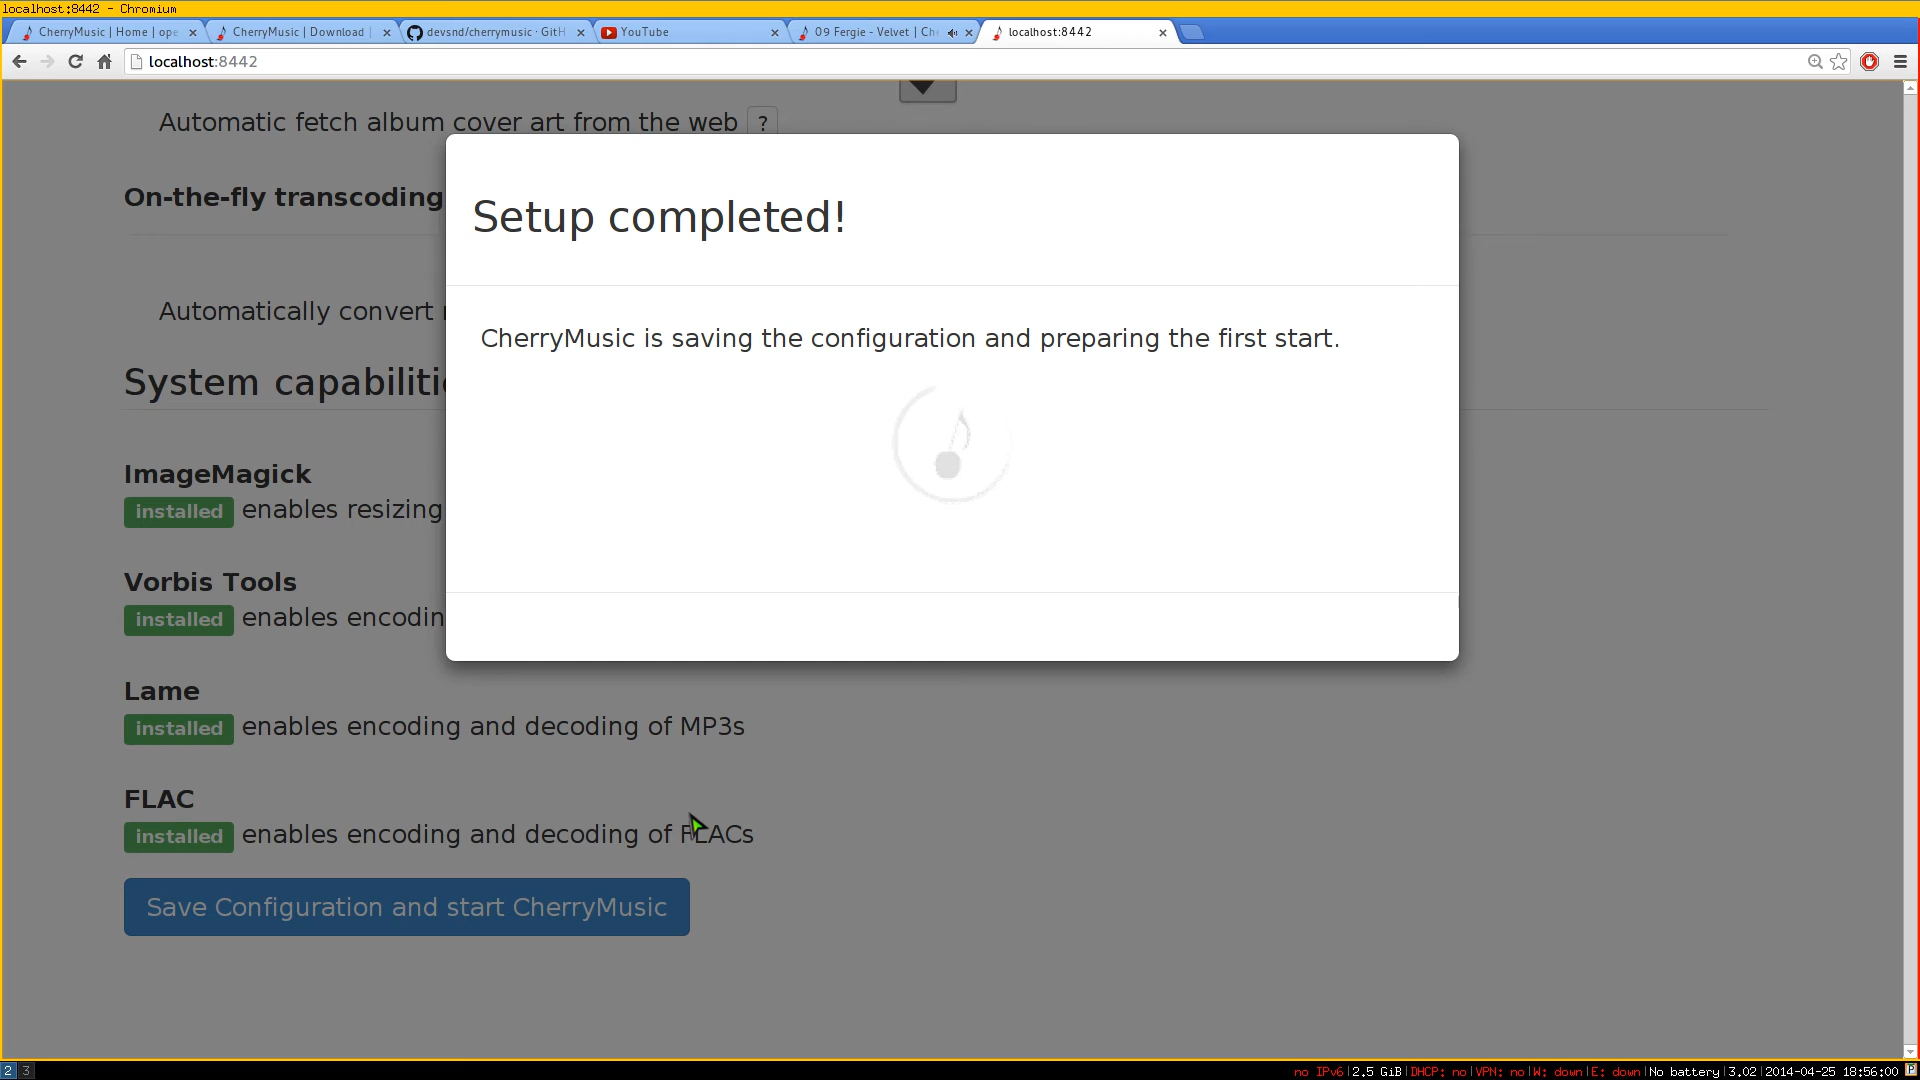 localhost:8442 - Chromium
CherryMusic | Home | ope
CherryMusic | Download |
devsnd/cherrymusic · GitH
YouTube
09 Fergie - Velvet | Ch
localhost:8442
localhost:8442
Automatic fetch album cover art from the web ?
On-the-fly transcoding
Setup completed!
Automatically convert
CherryMusic is saving the configuration and preparing the first start.
System capabilitie
ImageMagick
installed enables resizing
Vorbis Tools
installed enables encodin
Lame
installed enables encoding and decoding of MP3s
FLAC
installed enables encoding and decoding of FLACs
Save Configuration and start CherryMusic
2 3
no IPv6|2.5 GiB|DHCP: no|VPN: no|W: down|E: down|No battery|3.02|2014-04-25 18:56:00 P